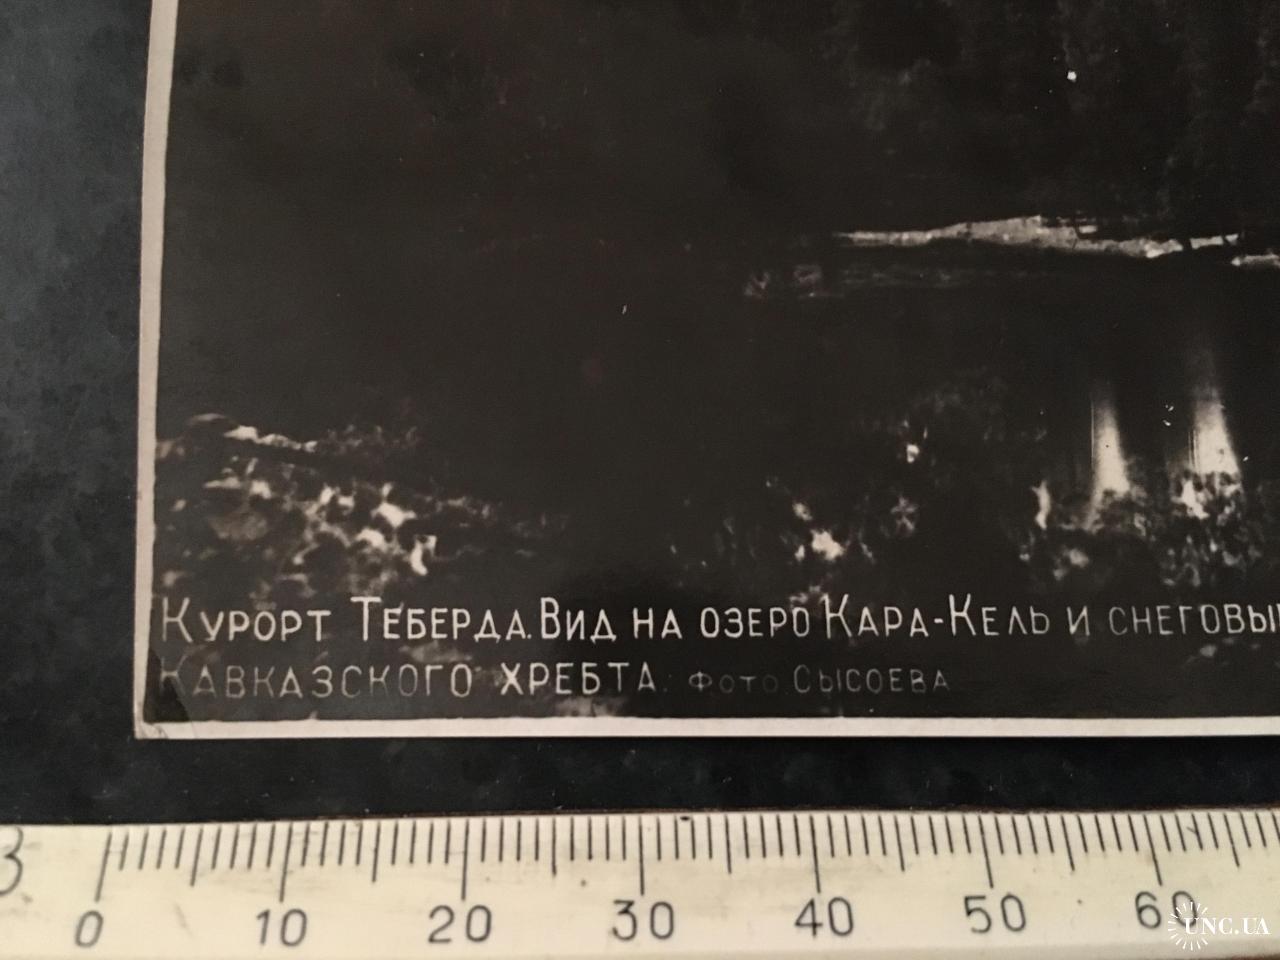 Курорт Теберда. Вид на озеро Кара-Кель и снеговы
Кавказского хребта. Фото Сысоева
3
0 10 20 30 40 50 60
UNC.UA